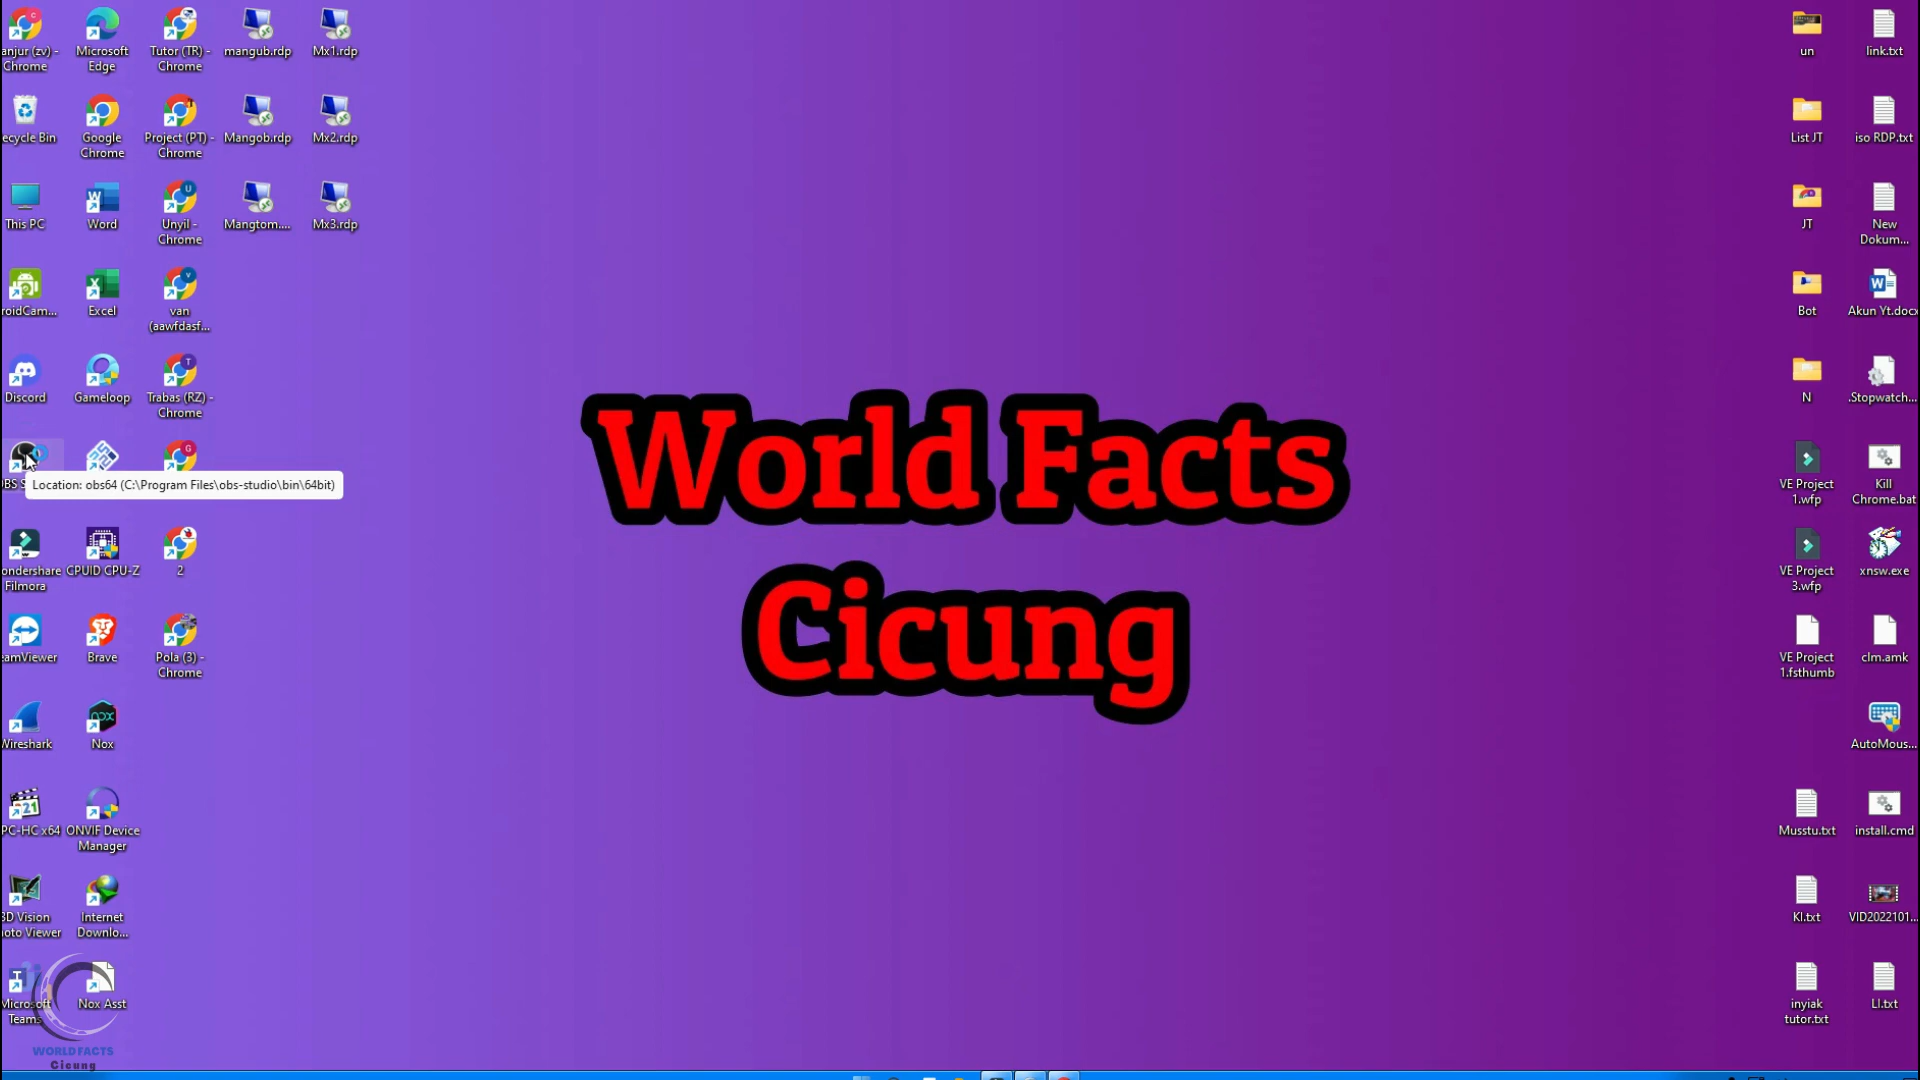 anjur (zv) -
Chrome
Microsoft
Edge
Tutor (TR) -
Chrome
mangub.rdp
Mx1.rdp
un
link.txt
ecycle Bin
Google
Chrome
Project (PT) -
Chrome
Mangob.rdp
Mx2.rdp
List JT
iso RDP.txt
This PC
Word
Unyil -
Chrome
Mangtom....
Mx3.rdp
JT
New
Dokum...
roidCam...
Excel
van
(aawfdasf...
Bot
Akun Yt.docx
Discord
Gameloop
Trabas (RZ) -
Chrome
N
.Stopwatch...
World Facts
Cicung
Location: obs64 (C:\Program Files\obs-studio\bin\64bit)
VE Project
1.wfp
Kill
Chrome.bat
ondershare
Filmora
CPUID CPU-Z
2
VE Project
3.wfp
xnsw.exe
eamViewer
Brave
Pola (3) -
Chrome
VE Project
1.fsthumb
clm.amk
Wireshark
Nox
AutoMous...
PC-HC x64
ONVIF Device
Manager
Musstu.txt
install.cmd
3D Vision
oto Viewer
Internet
Downlo...
VID2022101...
Microsoft
Teams
Nox Asst
inyiak
tutor.txt
WORLD FACTS
Cicung